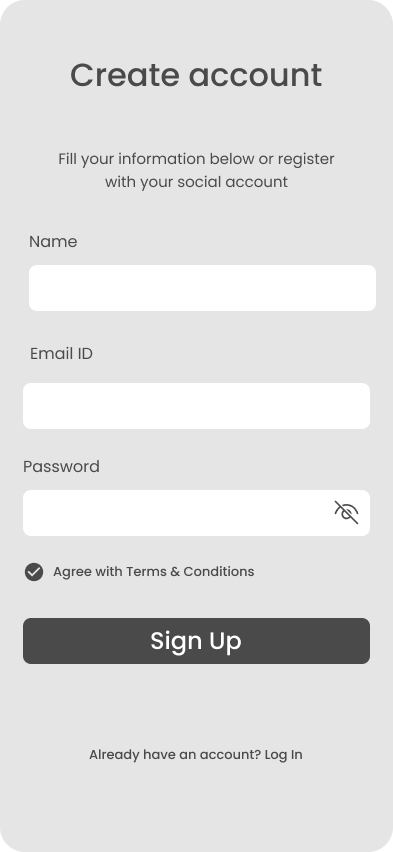 Create account
Fill your information below or register
with your social account
Name
Email ID
Password
Agree with Terms & Conditions
Sign Up
Already have an account? Log In